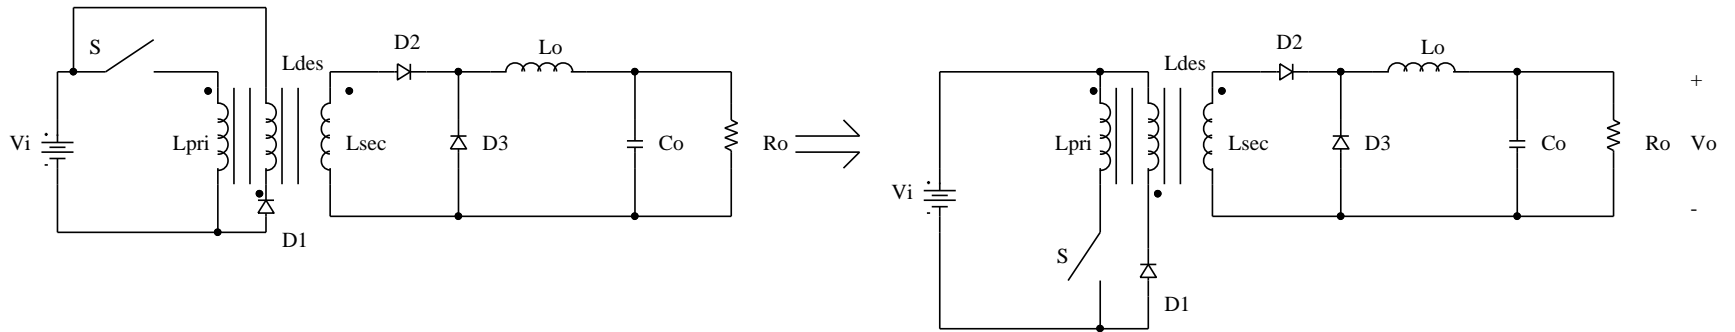 S
Ldes
D2
Lo
Vi
+
-
Lpri
Lsec
D3
Co
Ro
D1
D2
Lo
Ldes
+
Lpri
Lsec
D3
Co
Ro
Vo
Vi
+
-
-
S
D1